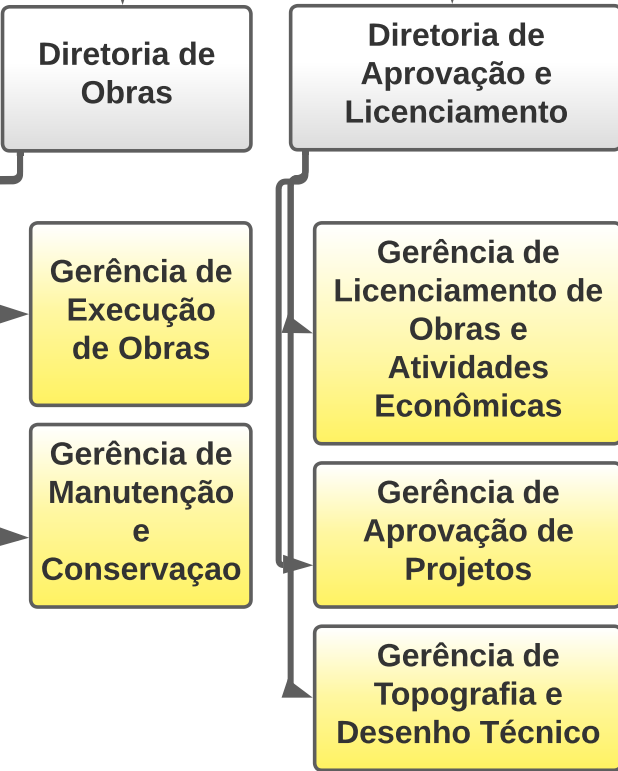 Diretoria de
Obras
Diretoria de
Aprovação e
Licenciamento
Gerência de
Execução
de Obras
Gerência de
Manutenção
e
Conservaçao
Gerência de
Licenciamento de
Obras e
Atividades
Econômicas
Gerência de
Aprovação de
Projetos
Gerência de
Topografia e
Desenho Técnico